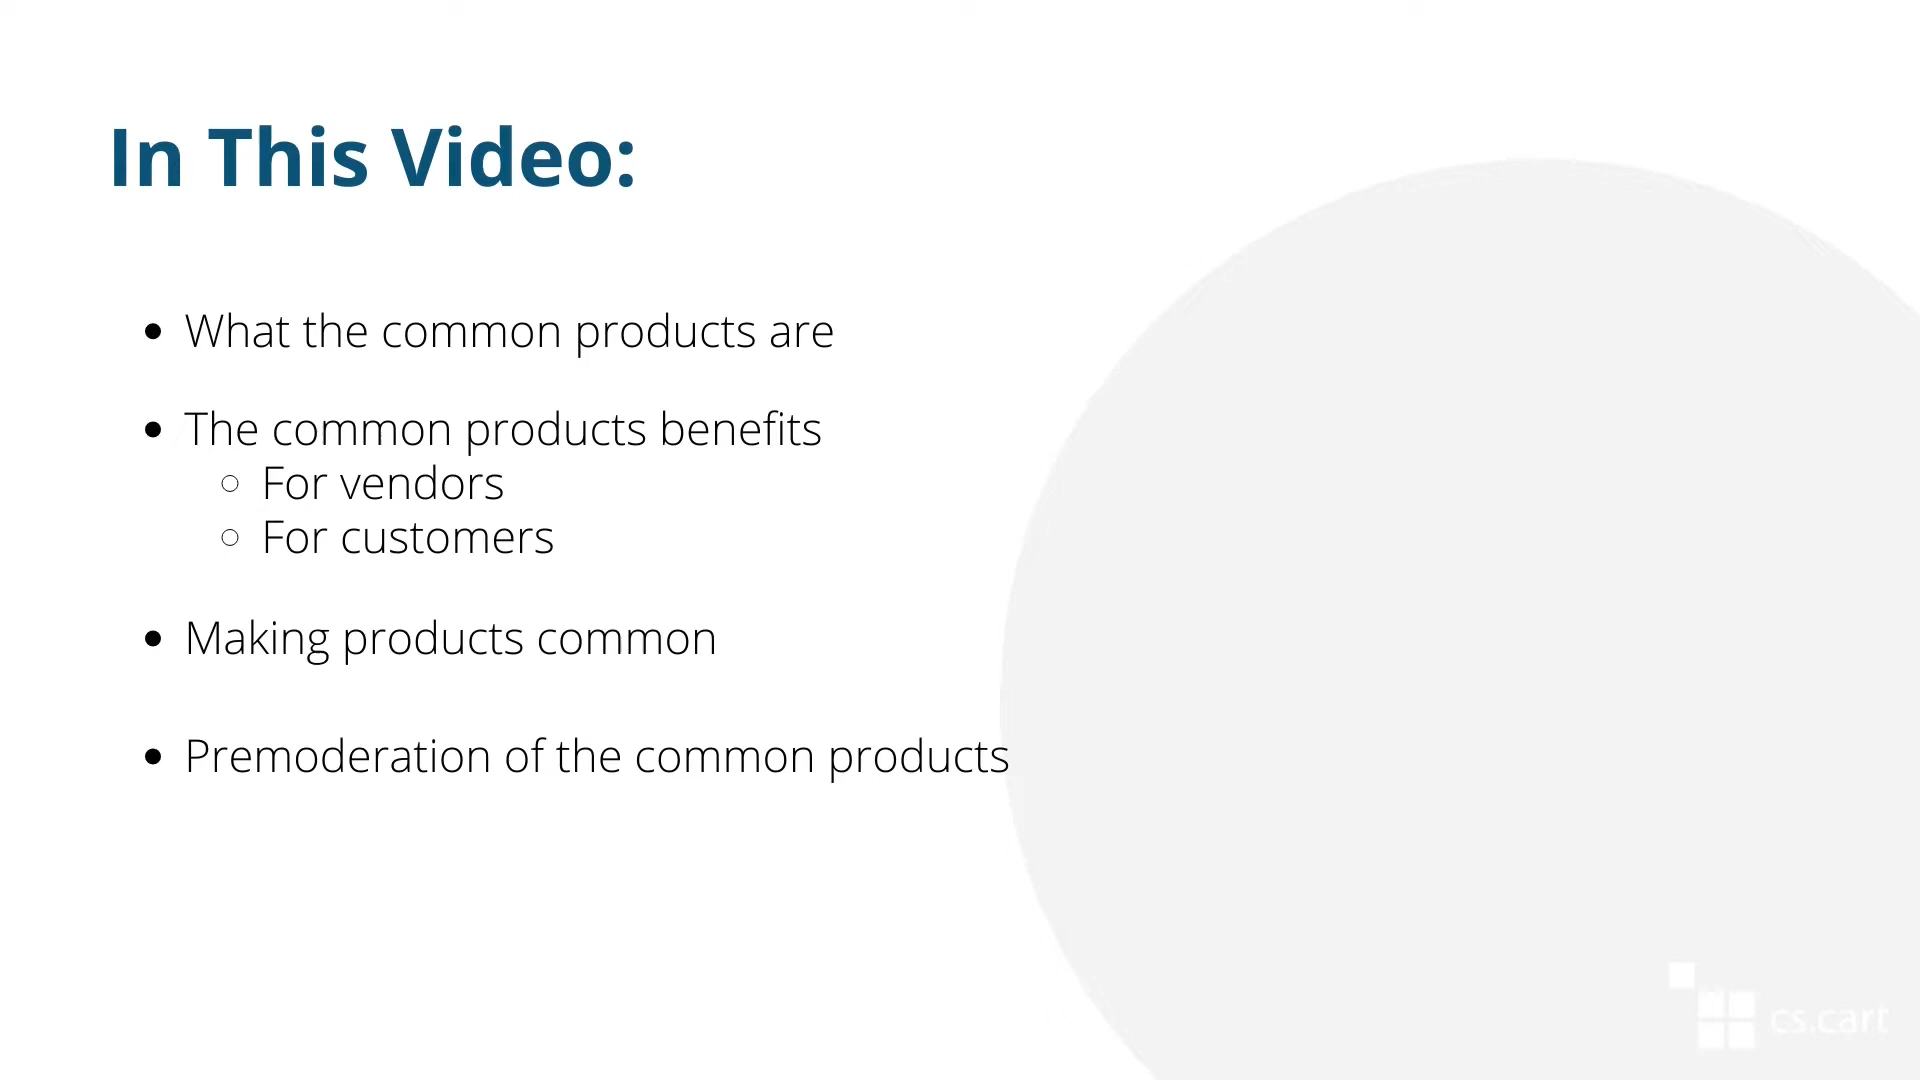 In This Video:
• What the common products are
• The common products benefits
○ For vendors
○ For customers
• Making products common
• Premoderation of the common products
cs.cart